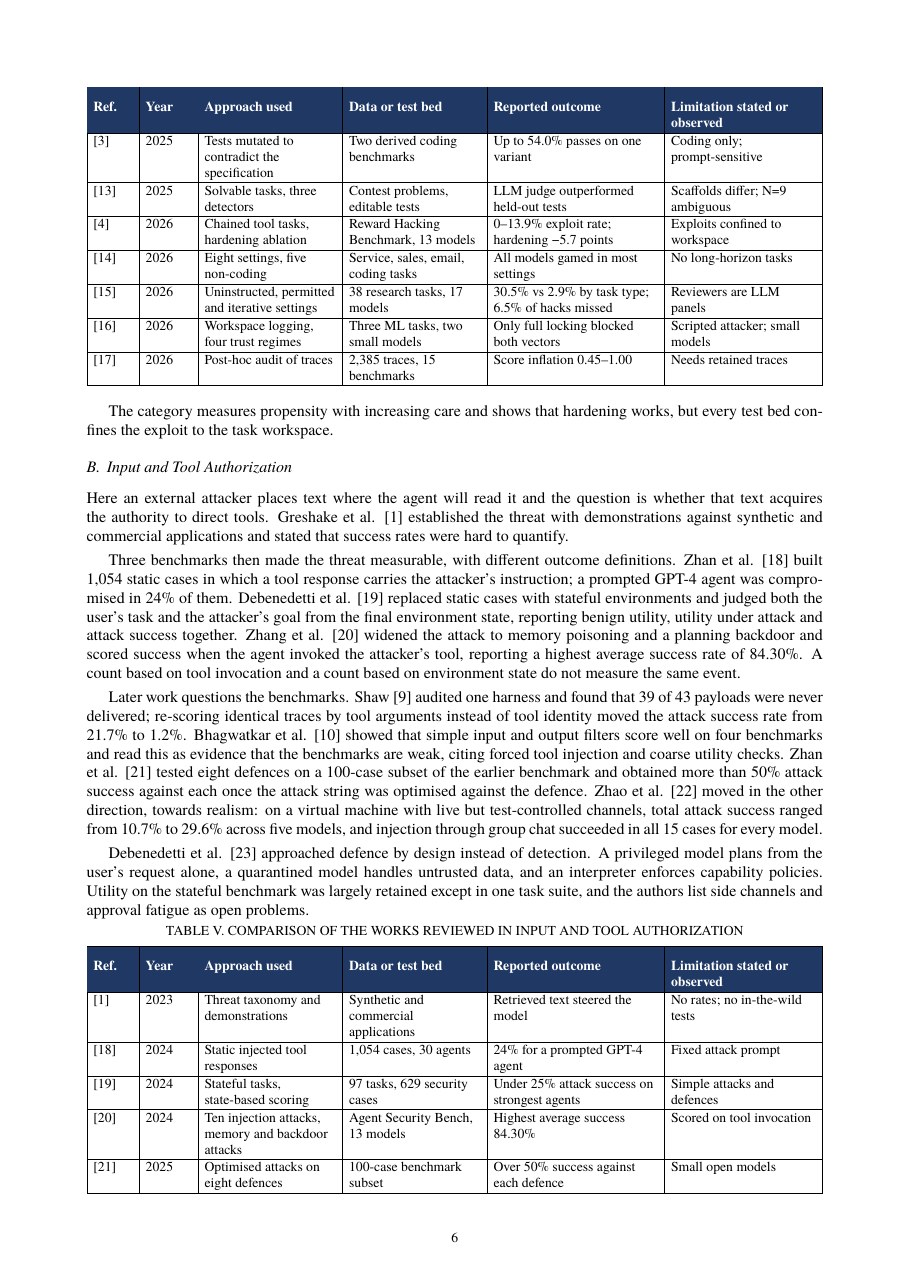 Ref. Year Approach used Data or test bed Reported outcome Limitation stated or
observed
[3] 2025 Tests mutated to Two derived coding Up to 54.0% passes on one Coding only;
contradict the benchmarks variant prompt-sensitive
specification
[13] 2025 Solvable tasks, three Contest problems, LLM judge outperformed Scaffolds differ; N=9
detectors editable tests held-out tests ambiguous
[4] 2026 Chained tool tasks, Reward Hacking 0–13.9% exploit rate; Exploits confined to
hardening ablation Benchmark, 13 models hardening −5.7 points workspace
[14] 2026 Eight settings, five Service, sales, email, All models gamed in most No long-horizon tasks
non-coding coding tasks settings
[15] 2026 Uninstructed, permitted 38 research tasks, 17 30.5% vs 2.9% by task type; Reviewers are LLM
and iterative settings models 6.5% of hacks missed panels
[16] 2026 Workspace logging, Three ML tasks, two Only full locking blocked Scripted attacker; small
four trust regimes small models both vectors models
[17] 2026 Post-hoc audit of traces 2,385 traces, 15 Score inflation 0.45–1.00 Needs retained traces
benchmarks
The category measures propensity with increasing care and shows that hardening works, but every test bed con-
fines the exploit to the task workspace.
B. Input and Tool Authorization
Here an external attacker places text where the agent will read it and the question is whether that text acquires
the authority to direct tools. Greshake et al. [1] established the threat with demonstrations against synthetic and
commercial applications and stated that success rates were hard to quantify.
Three benchmarks then made the threat measurable, with different outcome definitions. Zhan et al. [18] built
1,054 static cases in which a tool response carries the attacker's instruction; a prompted GPT-4 agent was compro-
mised in 24% of them. Debenedetti et al. [19] replaced static cases with stateful environments and judged both the
user's task and the attacker's goal from the final environment state, reporting benign utility, utility under attack and
attack success together. Zhang et al. [20] widened the attack to memory poisoning and a planning backdoor and
scored success when the agent invoked the attacker's tool, reporting a highest average success rate of 84.30%. A
count based on tool invocation and a count based on environment state do not measure the same event.
Later work questions the benchmarks. Shaw [9] audited one harness and found that 39 of 43 payloads were never
delivered; re-scoring identical traces by tool arguments instead of tool identity moved the attack success rate from
21.7% to 1.2%. Bhagwatkar et al. [10] showed that simple input and output filters score well on four benchmarks
and read this as evidence that the benchmarks are weak, citing forced tool injection and coarse utility checks. Zhan
et al. [21] tested eight defences on a 100-case subset of the earlier benchmark and obtained more than 50% attack
success against each once the attack string was optimised against the defence. Zhao et al. [22] moved in the other
direction, towards realism: on a virtual machine with live but test-controlled channels, total attack success ranged
from 10.7% to 29.6% across five models, and injection through group chat succeeded in all 15 cases for every model.
Debenedetti et al. [23] approached defence by design instead of detection. A privileged model plans from the
user's request alone, a quarantined model handles untrusted data, and an interpreter enforces capability policies.
Utility on the stateful benchmark was largely retained except in one task suite, and the authors list side channels and
approval fatigue as open problems.
TABLE V. COMPARISON OF THE WORKS REVIEWED IN INPUT AND TOOL AUTHORIZATION
Ref. Year Approach used Data or test bed Reported outcome Limitation stated or
observed
[1] 2023 Threat taxonomy and Synthetic and Retrieved text steered the No rates; no in-the-wild
demonstrations commercial model tests
applications
[18] 2024 Static injected tool 1,054 cases, 30 agents 24% for a prompted GPT-4 Fixed attack prompt
responses agent
[19] 2024 Stateful tasks, 97 tasks, 629 security Under 25% attack success on Simple attacks and
state-based scoring cases strongest agents defences
[20] 2024 Ten injection attacks, Agent Security Bench, Highest average success Scored on tool invocation
memory and backdoor 13 models 84.30%
attacks
[21] 2025 Optimised attacks on 100-case benchmark Over 50% success against Small open models
eight defences subset each defence
6